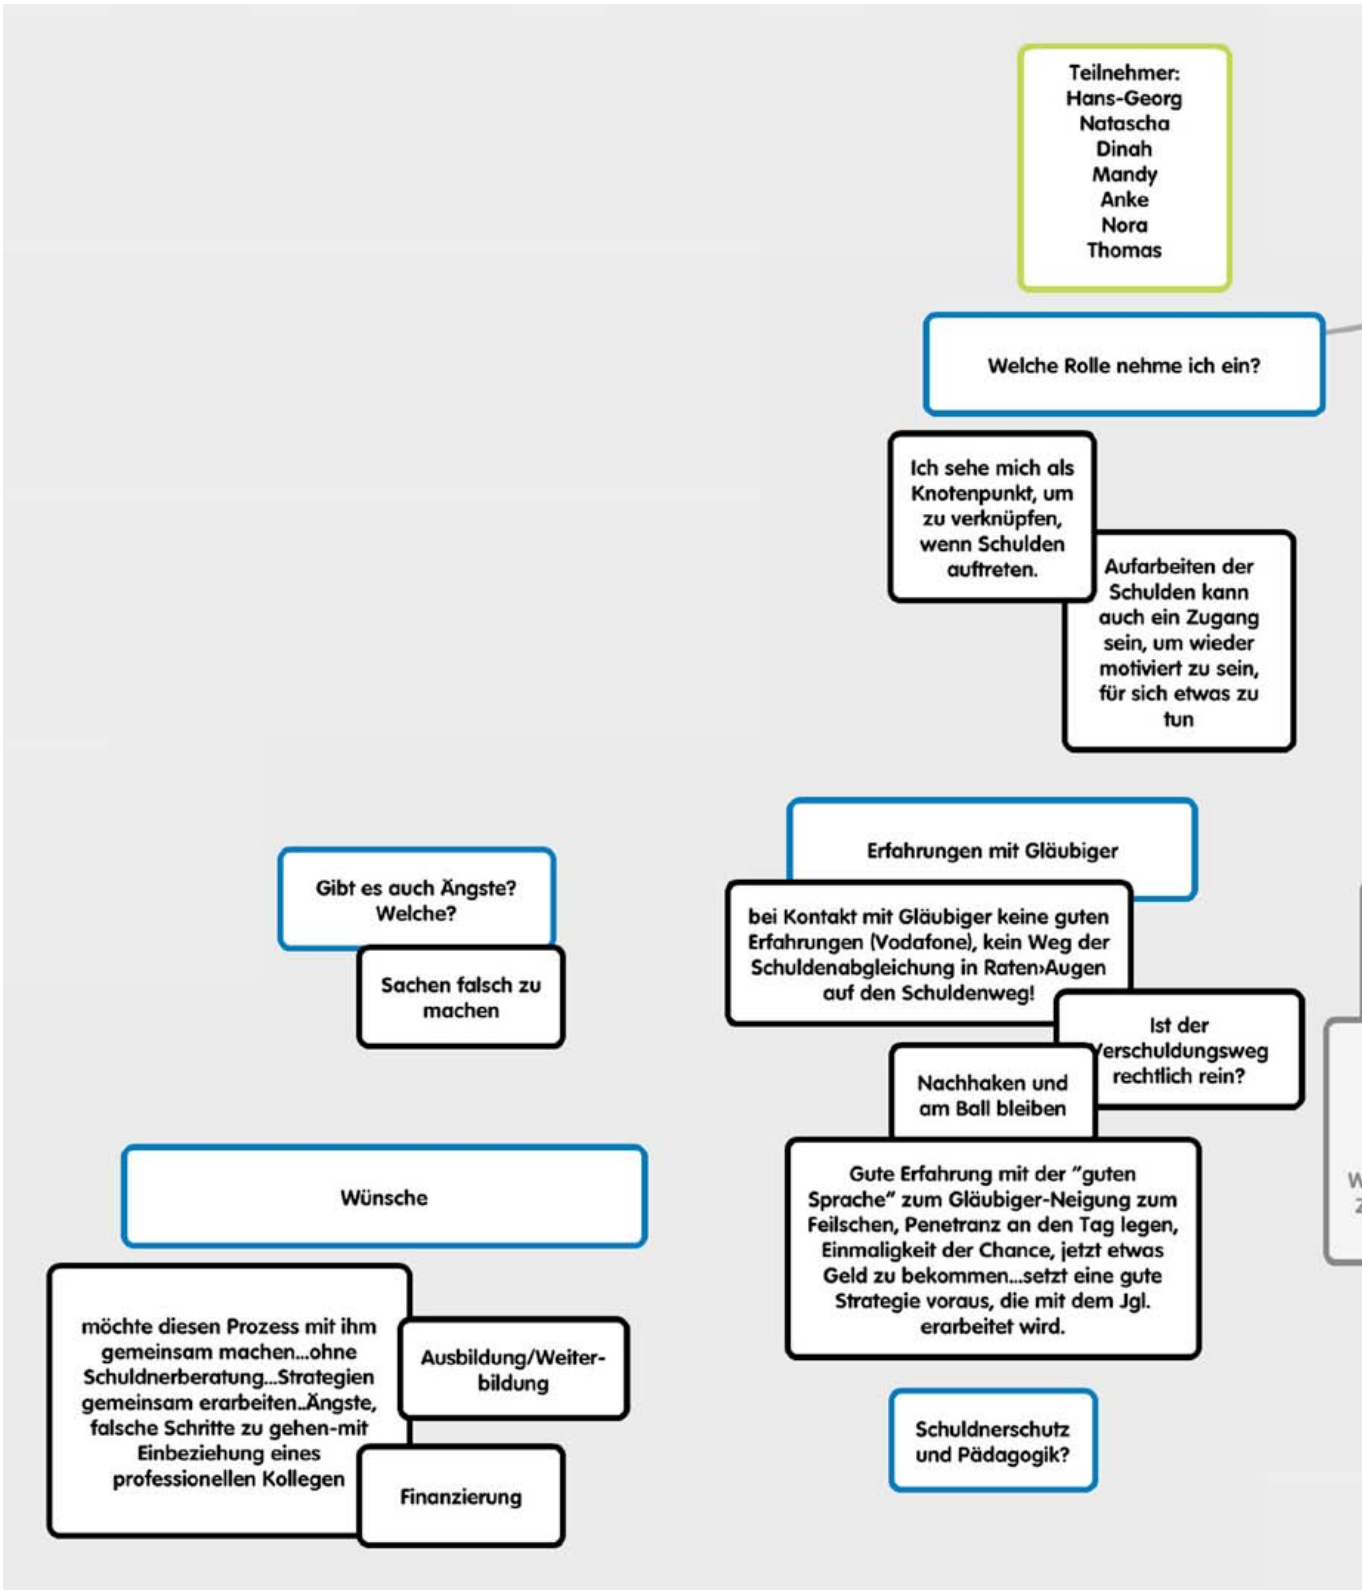 Teilnehmer:
Hans-Georg
Natascha
Dinah
Mandy
Anke
Nora
Thomas
Welche Rolle nehme ich ein?
Ich sehe mich als
Knotenpunkt, um
zu verknüpfen,
wenn Schulden
auftreten.
Aufarbeiten der
Schulden kann
auch ein Zugang
sein, um wieder
motiviert zu sein,
für sich etwas zu
tun
Erfahrungen mit Gläubiger
bei Kontakt mit Gläubiger keine guten
Erfahrungen (Vodafone), kein Weg der
Schuldenabgleichung in Raten>Augen
auf den Schuldenweg!
Ist der
Verschuldungsweg
rechtlich rein?
Nachhaken und
am Ball bleiben
Gute Erfahrung mit der "guten
Sprache" zum Gläubiger-Neigung zum
Feilschen, Penetranz an den Tag legen,
Einmaligkeit der Chance, jetzt etwas
Geld zu bekommen...setzt eine gute
Strategie voraus, die mit dem Jgl.
erarbeitet wird.
Schuldnerschutz
und Pädagogik?
Gibt es auch Ängste?
Welche?
Sachen falsch zu
machen
Wünsche
möchte diesen Prozess mit ihm
gemeinsam machen...ohne
Schuldnerberatung...Strategien
gemeinsam erarbeiten..Ängste,
falsche Schritte zu gehen-mit
Einbeziehung eines
professionellen Kollegen
Ausbildung/Weiter-
bildung
Finanzierung